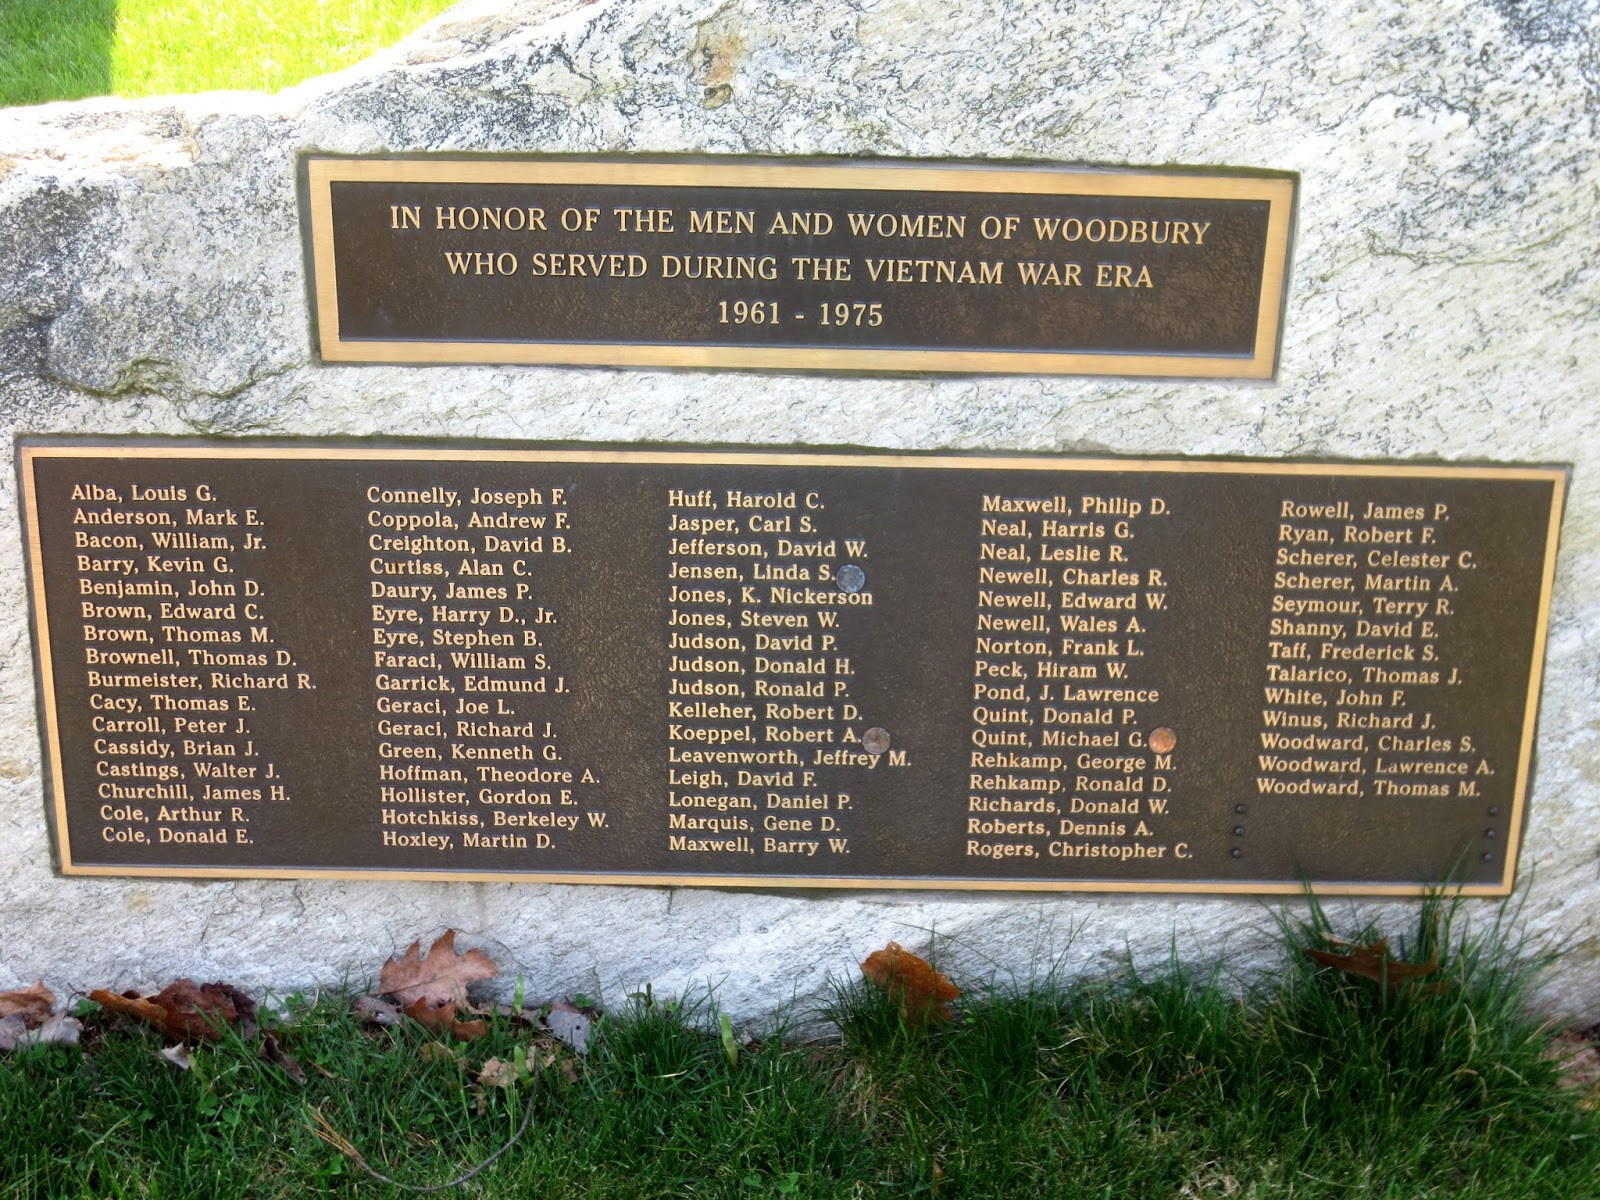 IN HONOR OF THE MEN AND WOMEN OF WOODBURY
WHO SERVED DURING THE VIETNAM WAR ERA
1961 - 1975
Alba, Louis G.
Anderson, Mark E.
Bacon, William, Jr.
Barry, Kevin G.
Benjamin, John D.
Brown, Edward C.
Brown, Thomas M.
Brownell, Thomas D.
Burmeister, Richard R.
Cacy, Thomas E.
Carroll, Peter J.
Cassidy, Brian J.
Castings, Walter J.
Churchill, James H.
Cole, Arthur R.
Cole, Donald E.
Connelly, Joseph F.
Coppola, Andrew F.
Creighton, David B.
Curtiss, Alan C.
Daury, James P.
Eyre, Harry D., Jr.
Eyre, Stephen B.
Faraci, William S.
Garrick, Edmund J.
Geraci, Joe L.
Geraci, Richard J.
Green, Kenneth G.
Hoffman, Theodore A.
Hollister, Gordon E.
Hotchkiss, Berkeley W.
Hoxley, Martin D.
Huff, Harold C.
Jasper, Carl S.
Jefferson, David W.
Jensen, Linda S.
Jones, K. Nickerson
Jones, Steven W.
Judson, David P.
Judson, Donald H.
Judson, Ronald P.
Kelleher, Robert D.
Koeppel, Robert A.
Leavenworth, Jeffrey M.
Leigh, David F.
Lonegan, Daniel P.
Marquis, Gene D.
Maxwell, Barry W.
Maxwell, Philip D.
Neal, Harris G.
Neal, Leslie R.
Newell, Charles R.
Newell, Edward W.
Newell, Wales A.
Norton, Frank L.
Peck, Hiram W.
Pond, J. Lawrence
Quint, Donald P.
Quint, Michael G.
Rehkamp, George M.
Rehkamp, Ronald D.
Richards, Donald W.
Roberts, Dennis A.
Rogers, Christopher C.
Rowell, James P.
Ryan, Robert F.
Scherer, Celester C.
Scherer, Martin A.
Seymour, Terry R.
Shanny, David E.
Taff, Frederick S.
Talarico, Thomas J.
White, John F.
Winus, Richard J.
Woodward, Charles S.
Woodward, Lawrence A.
Woodward, Thomas M.